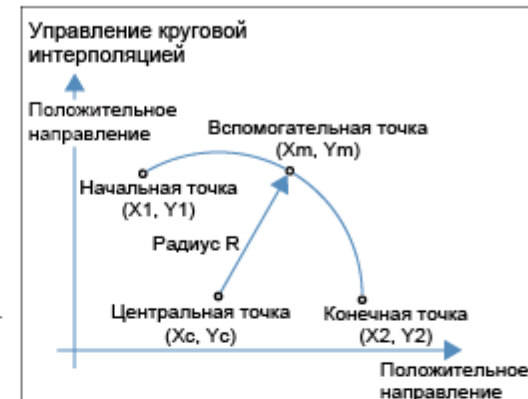 Управление круговой
интерполяцией
Положительное
направление
Вспомогательная точка
(Xm, Ym)
Начальная точка
(X1, Y1)
Радиус R
Центральная точка
(Xc, Yc)
Конечная точка
(X2, Y2)
Положительное
направление